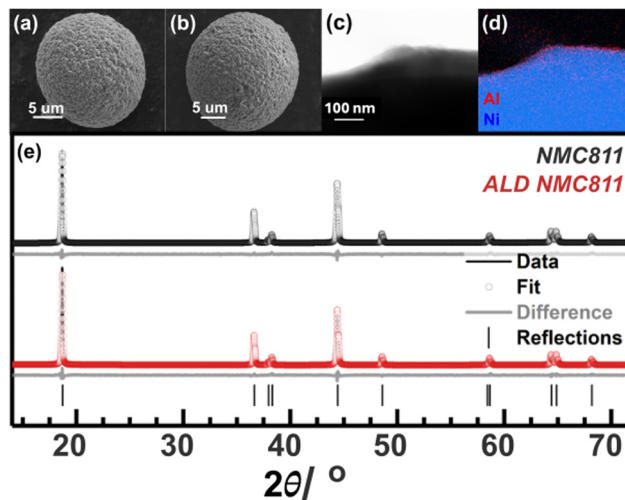 (a)
5 um
(b)
5 um
(c)
100 nm
(d)
Al
Ni
(e)
NMC811
ALD NMC811
Data
Fit
Difference
Reflections
20 30 40 50 60 70
2θ/ °